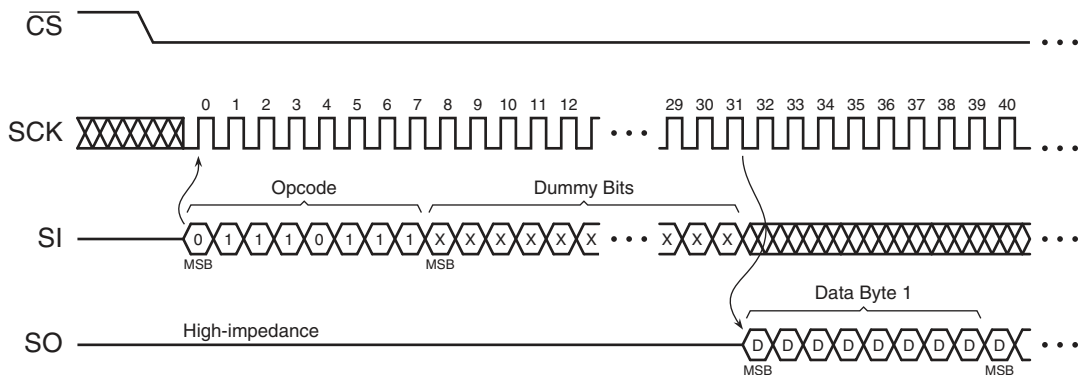 CS
0 1 2 3 4 5 6 7 8 9 10 11 12 29 30 31 32 33 34 35 36 37 38 39 40
SCK
Opcode Dummy Bits
SI 0 1 1 1 0 1 1 1 X X X X X X X X X
MSB MSB
Data Byte 1
High-impedance
SO D D D D D D D D D
MSB MSB